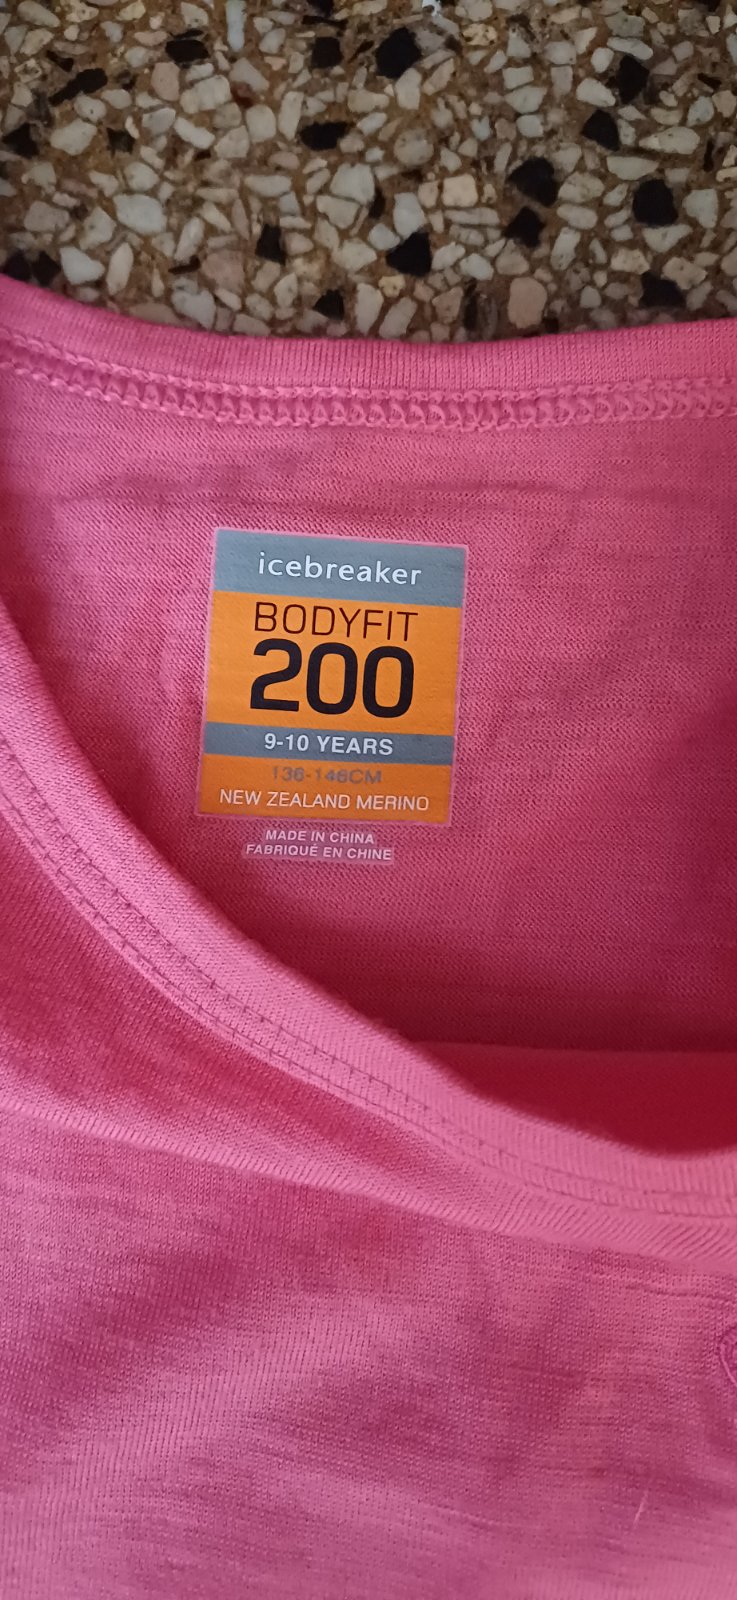 icebreaker
BODYFIT
200
9-10 YEARS
136-146CM
NEW ZEALAND MERINO
MADE IN CHINA
FABRIQUÉ EN CHINE